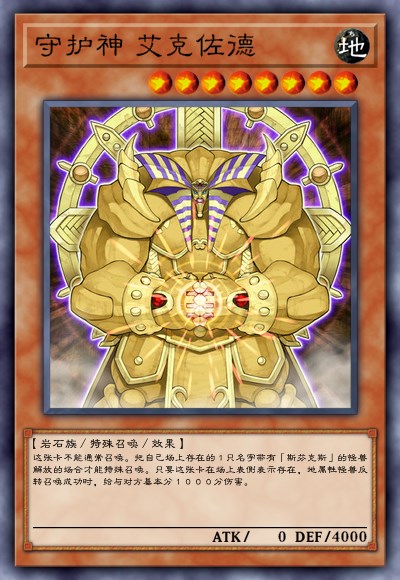 守护神 艾克佐德
地
【岩石族/特殊召唤/效果】
这张卡不能通常召唤。把自己场上存在的1只名字带有「斯芬克斯」的怪兽
解放的场合才能特殊召唤。只要这张卡在场上表侧表示存在，地属性怪兽反
转召唤成功时，给与对方基本分1000分伤害。
ATK/ 0 DEF/4000